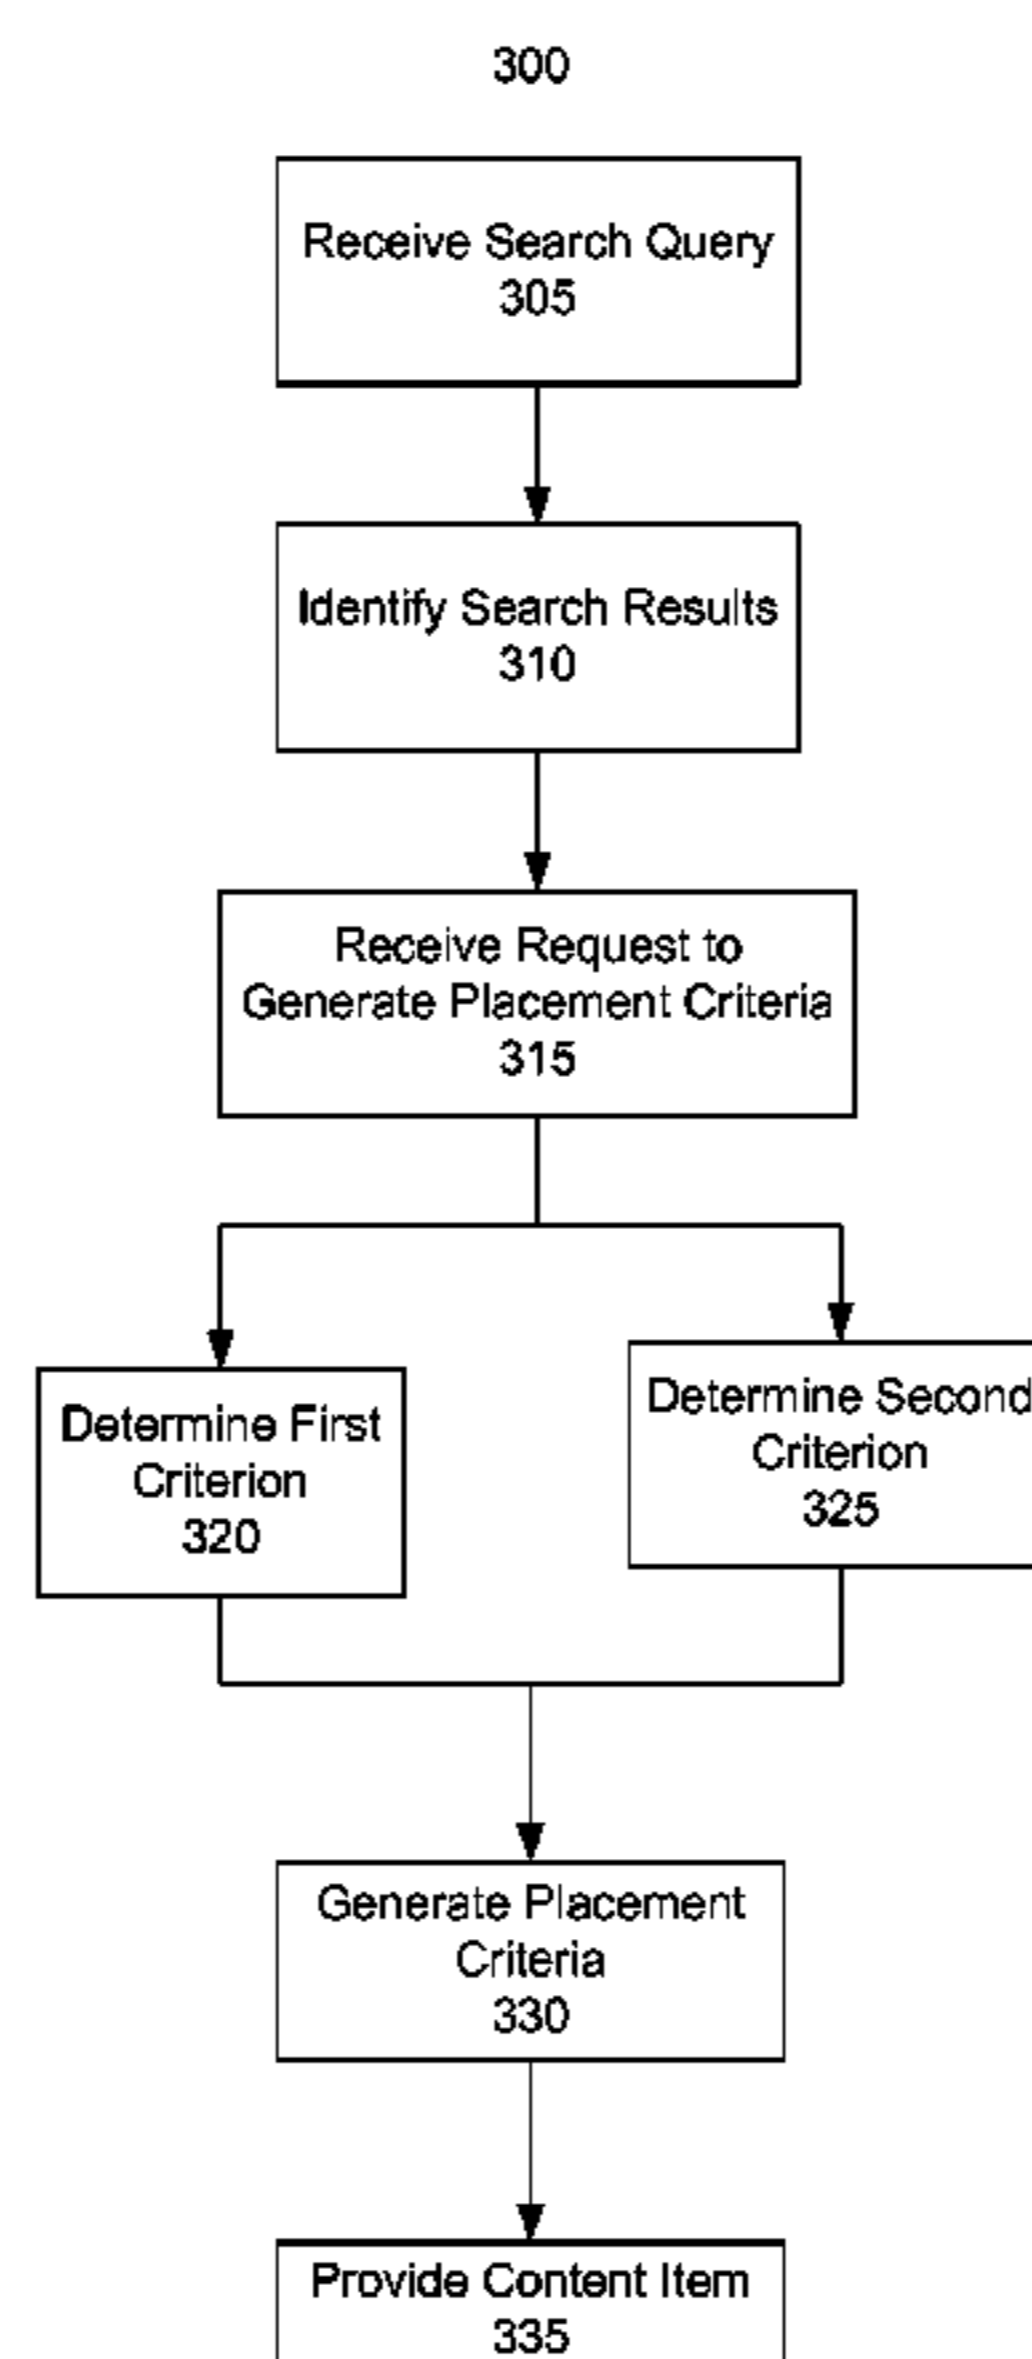 300
Receive Search Query
305
Identify Search Results
310
Receive Request to
Generate Placement Criteria
315
Determine First
Criterion
320
Determine Second
Criterion
325
Generate Placement
Criteria
330
Provide Content Item
335